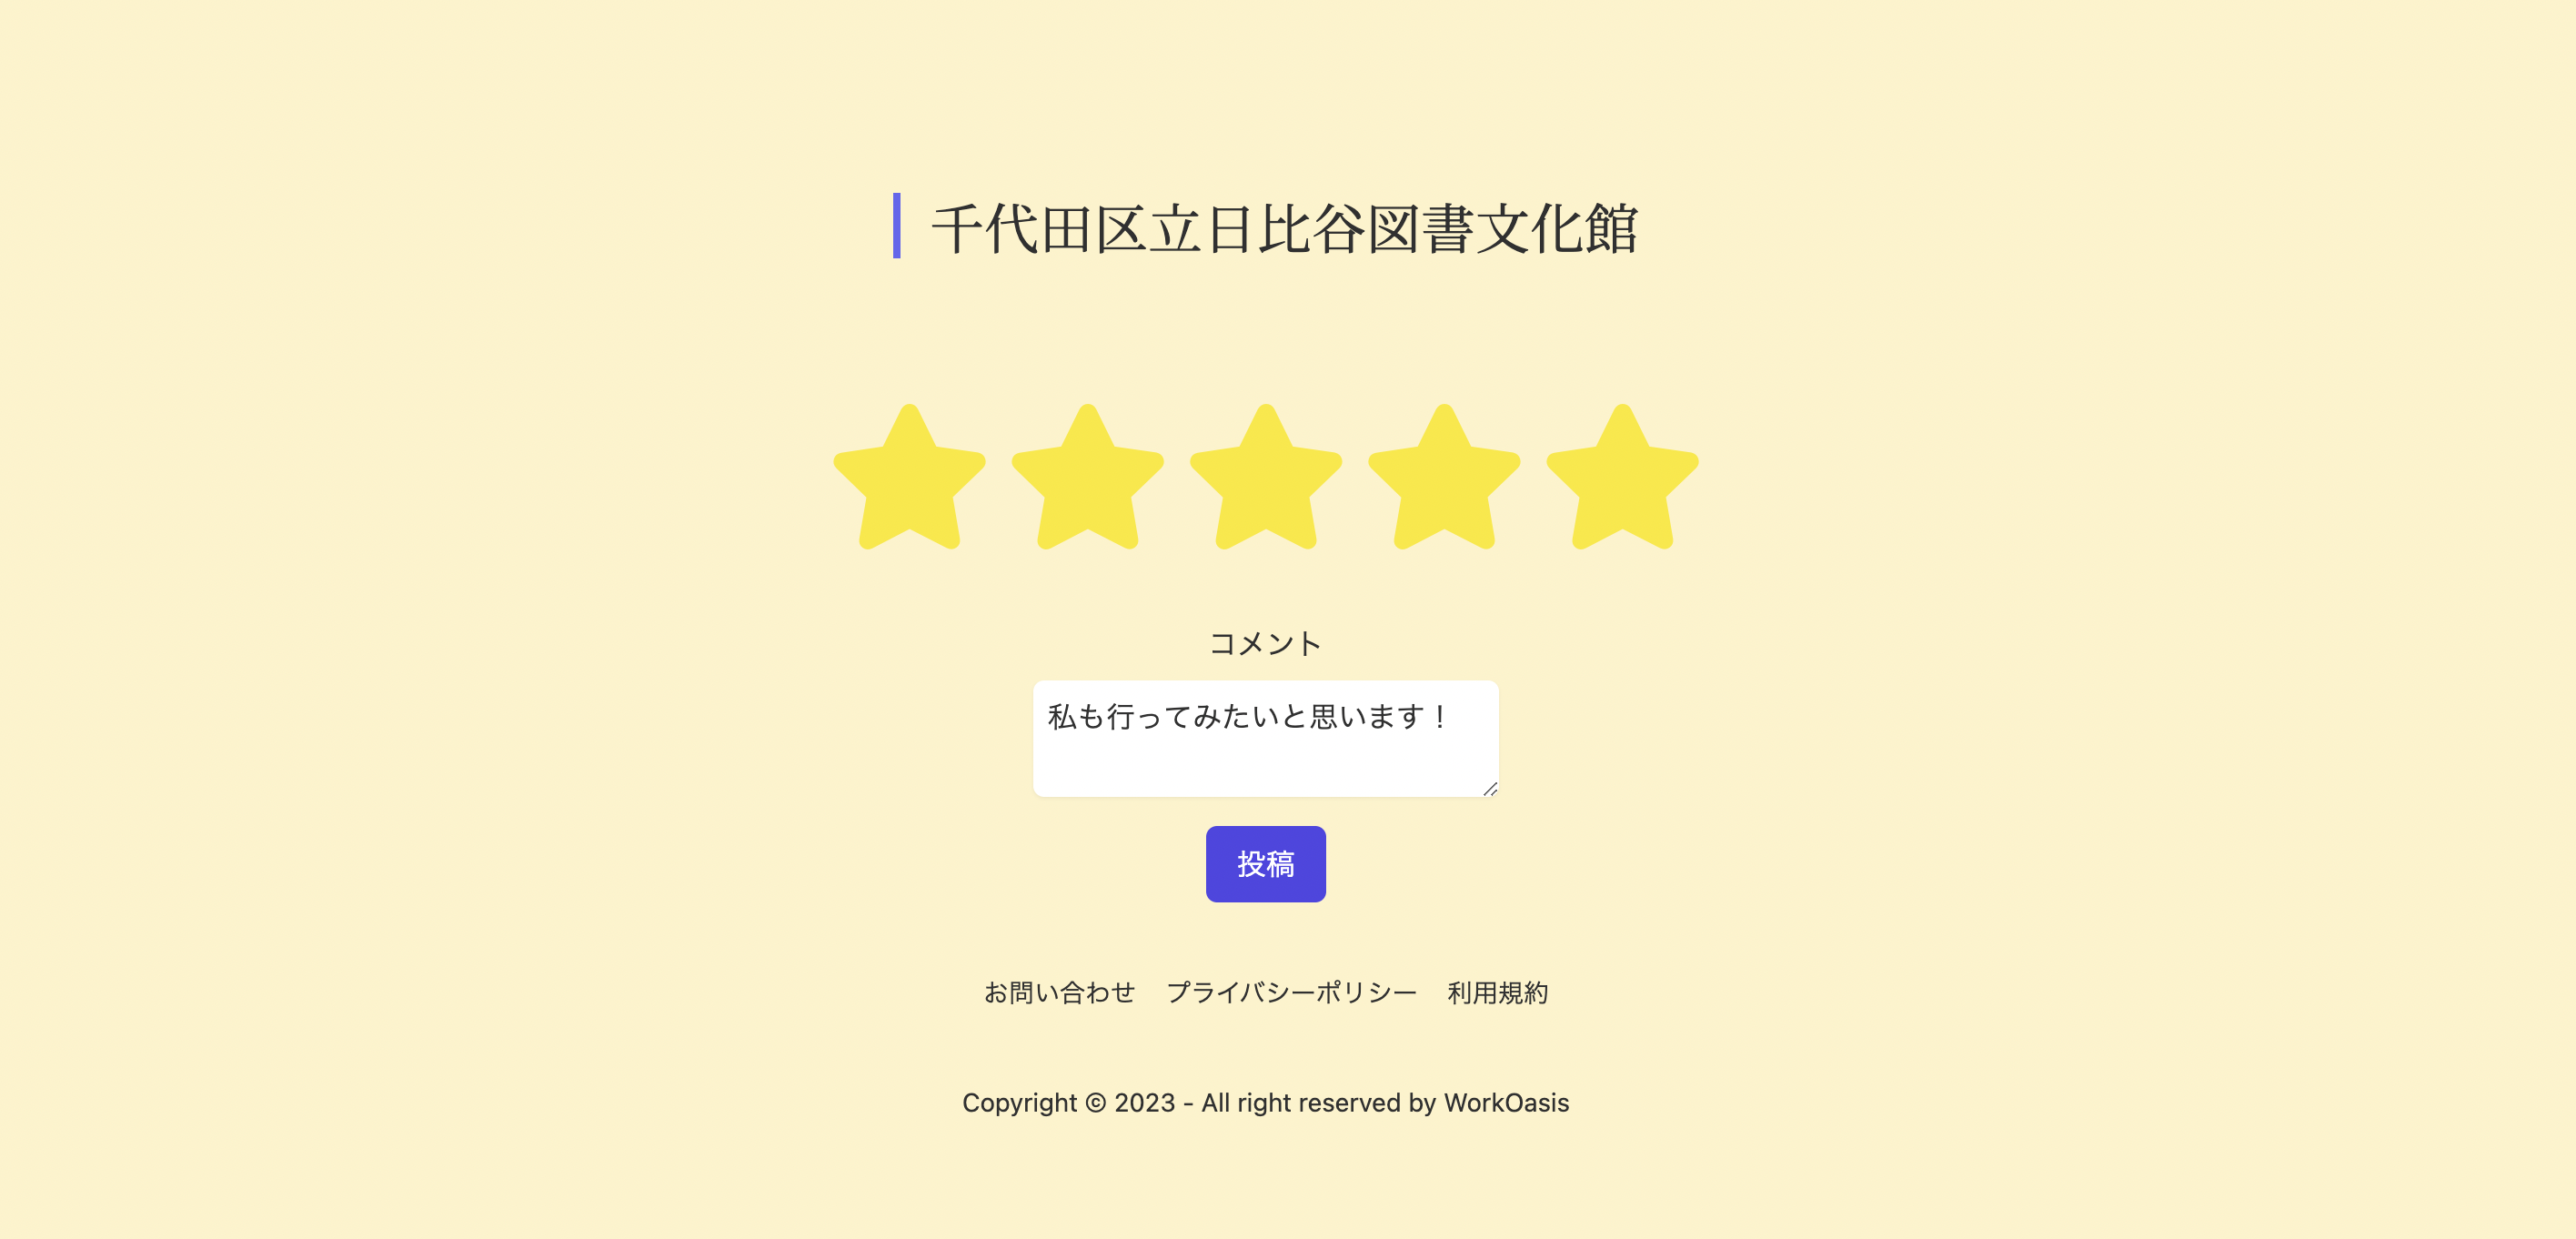 千代田区立日比谷図書文化館
コメント
私も行ってみたいと思います！
投稿
お問い合わせ プライバシーポリシー 利用規約
Copyright © 2023 - All right reserved by WorkOasis